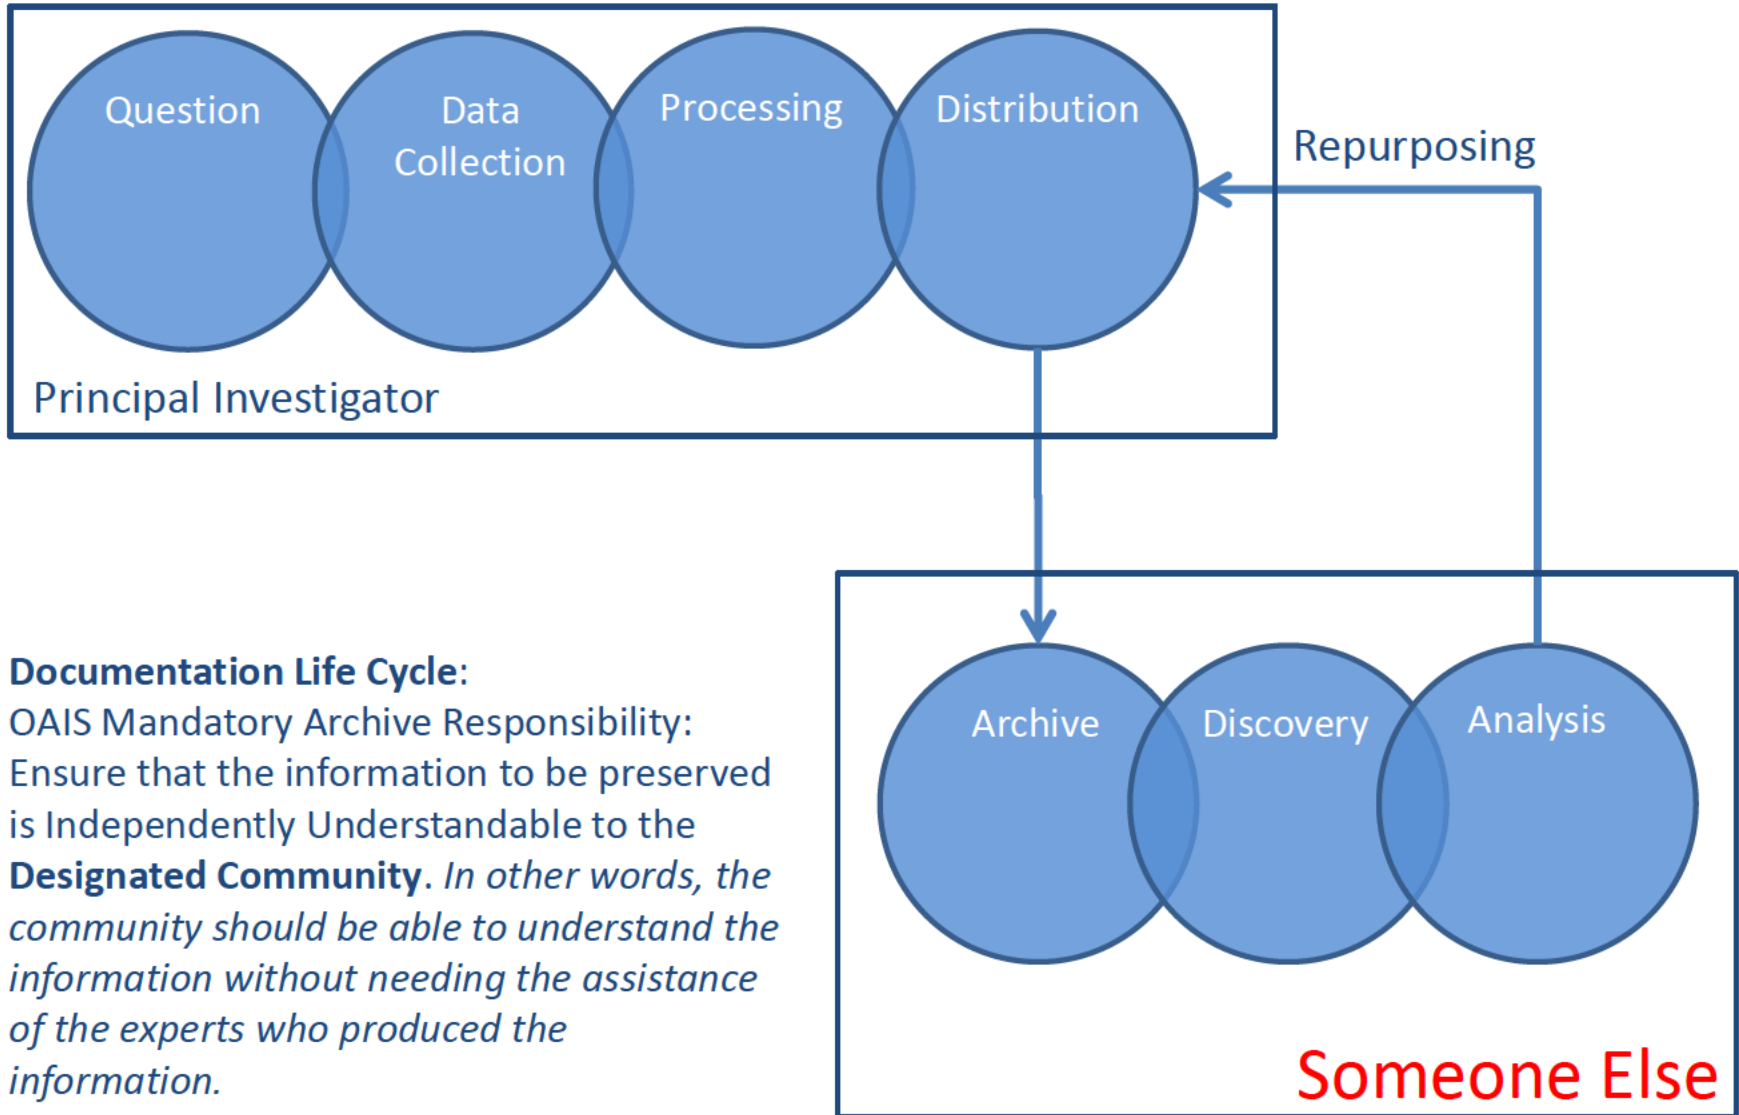 Question
Data
Collection
Processing
Distribution
Repurposing
Principal Investigator
Documentation Life Cycle:
OAIS Mandatory Archive Responsibility:
Ensure that the information to be preserved
is Independently Understandable to the
Designated Community. In other words, the
community should be able to understand the
information without needing the assistance
of the experts who produced the
information.
Archive
Discovery
Analysis
Someone Else